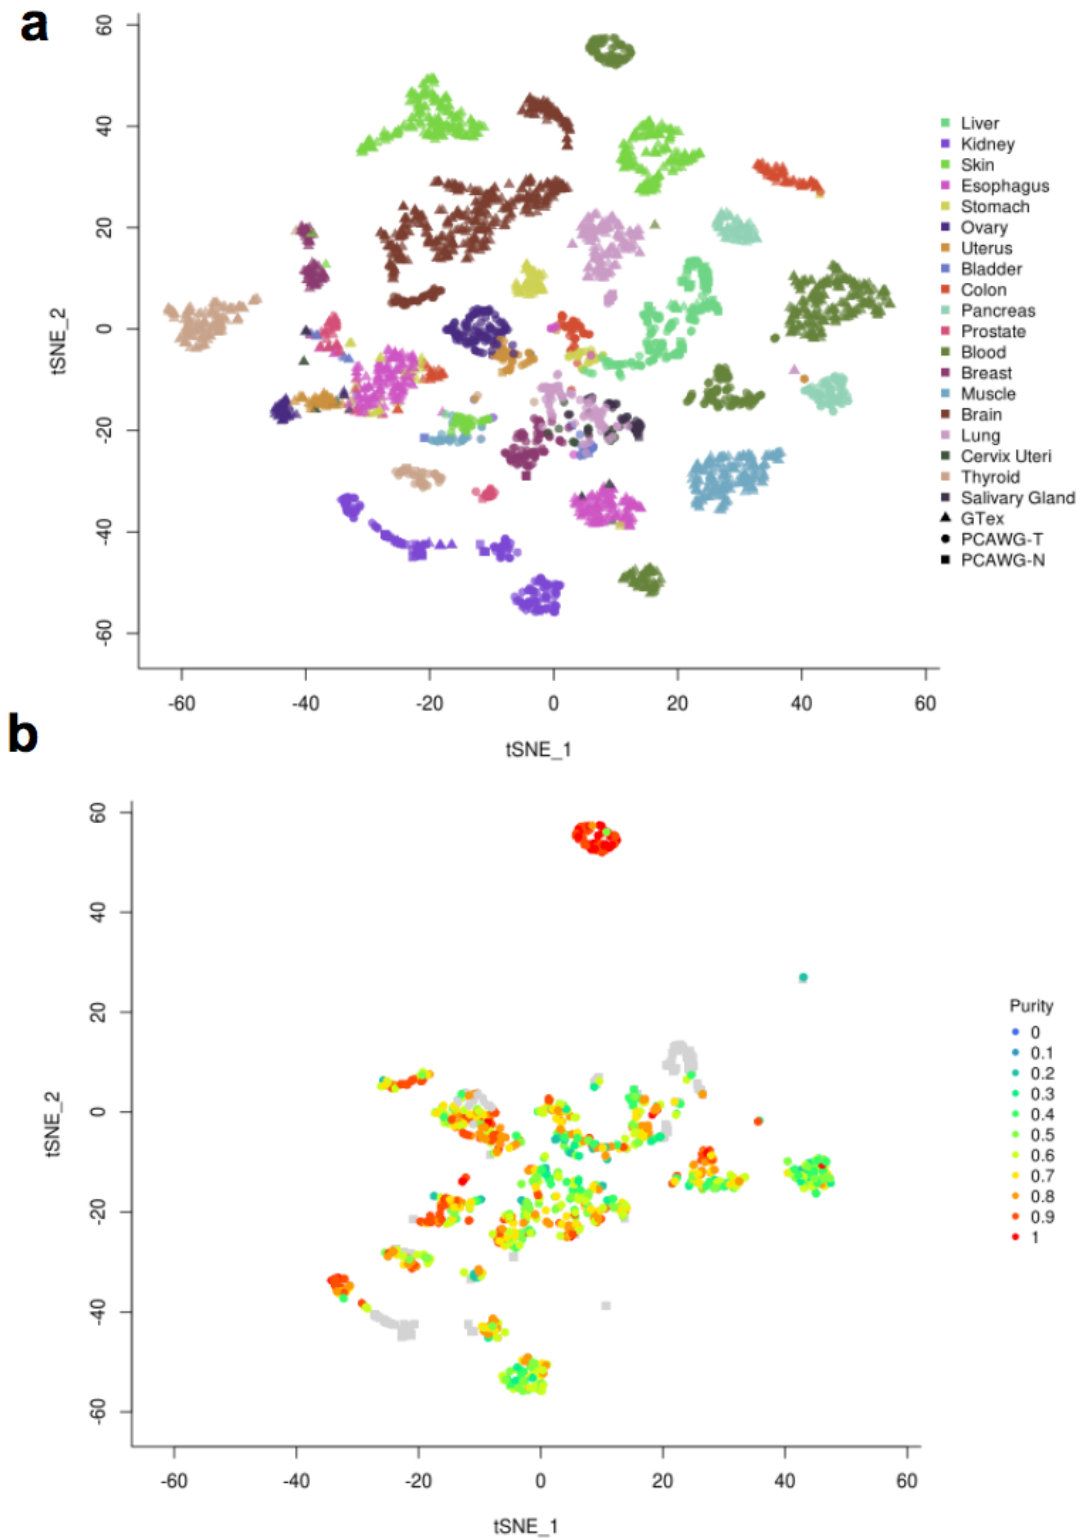 a
60
40
20
0
-20
-40
-60
tSNE_2
-60 -40 -20 0 20 40 60
tSNE_1
Liver
Kidney
Skin
Esophagus
Stomach
Ovary
Uterus
Bladder
Colon
Pancreas
Prostate
Blood
Breast
Muscle
Brain
Lung
Cervix Uteri
Thyroid
Salivary Gland
GTex
PCAWG-T
PCAWG-N
b
60
40
20
0
-20
-40
-60
tSNE_2
-60 -40 -20 0 20 40 60
tSNE_1
Purity
0
0.1
0.2
0.3
0.4
0.5
0.6
0.7
0.8
0.9
1